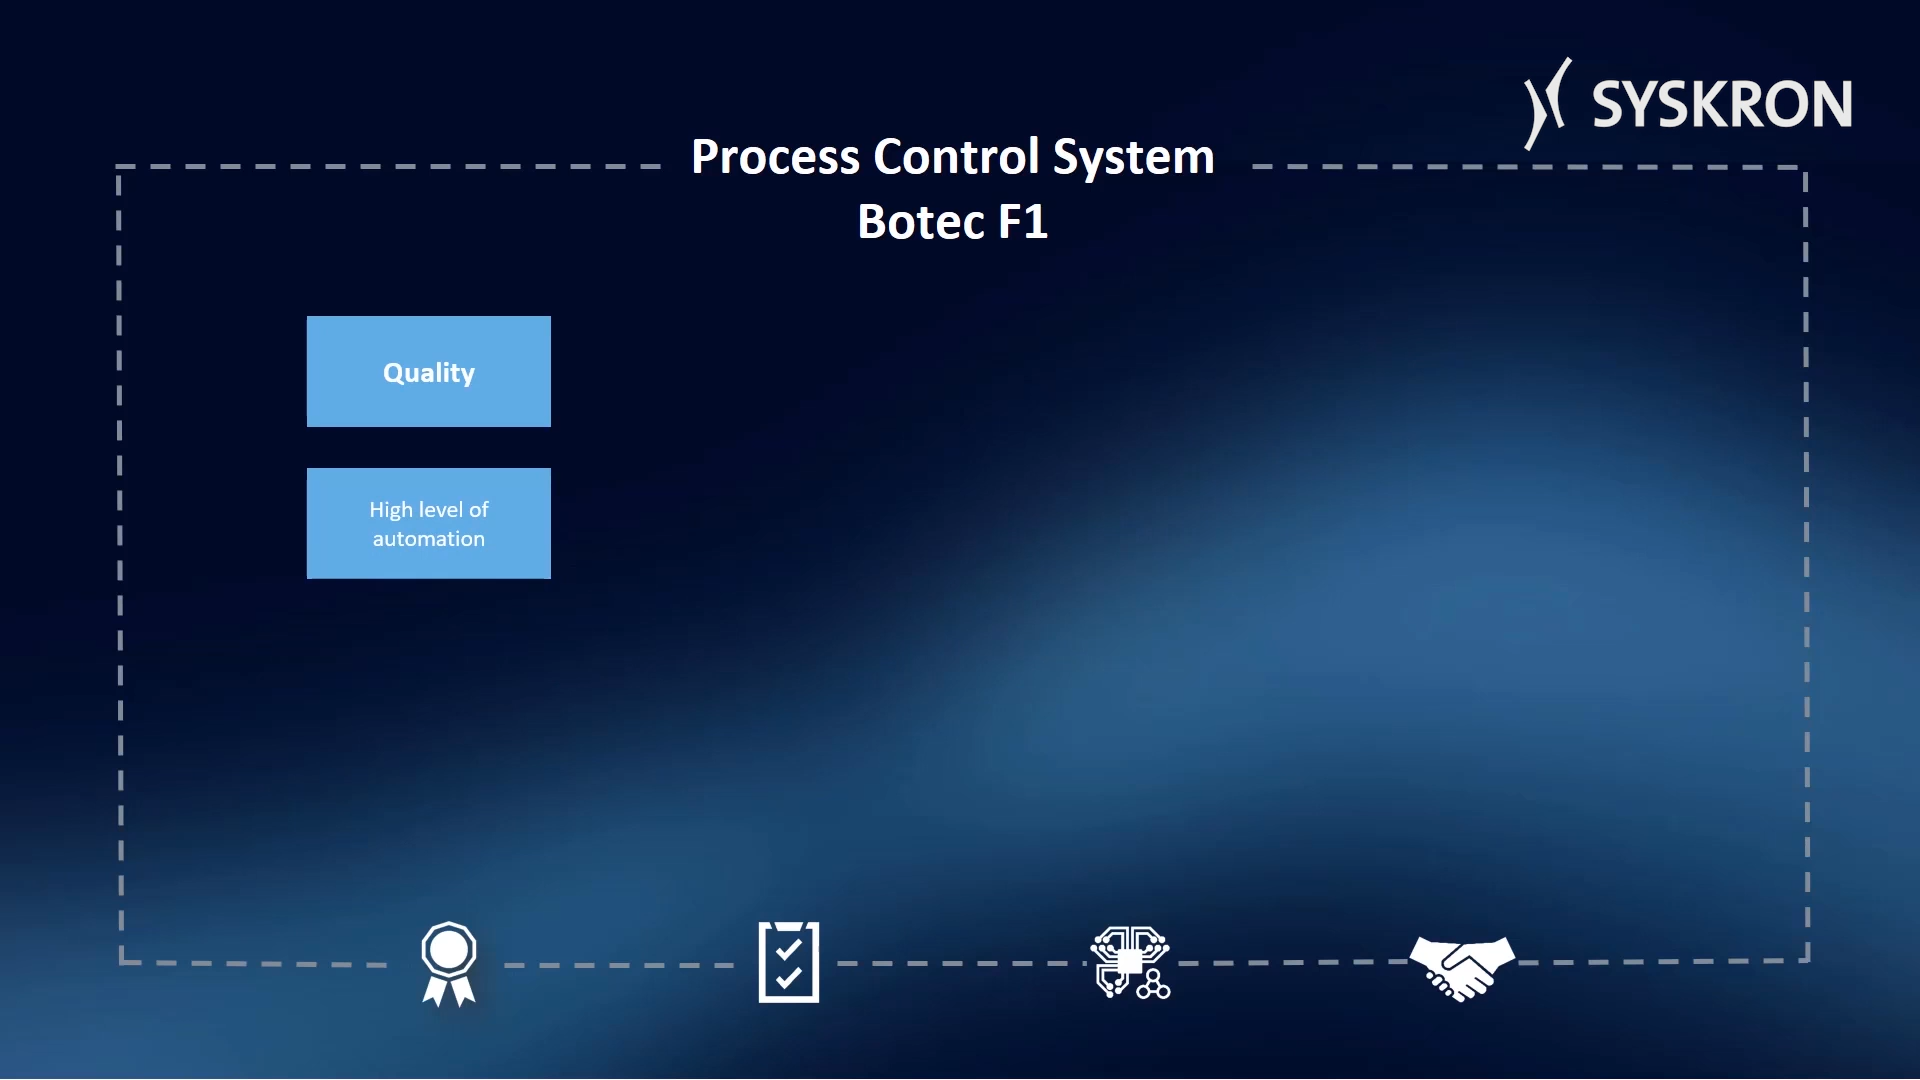 SYSKRON
Process Control System
Botec F1
Quality
High level of
automation